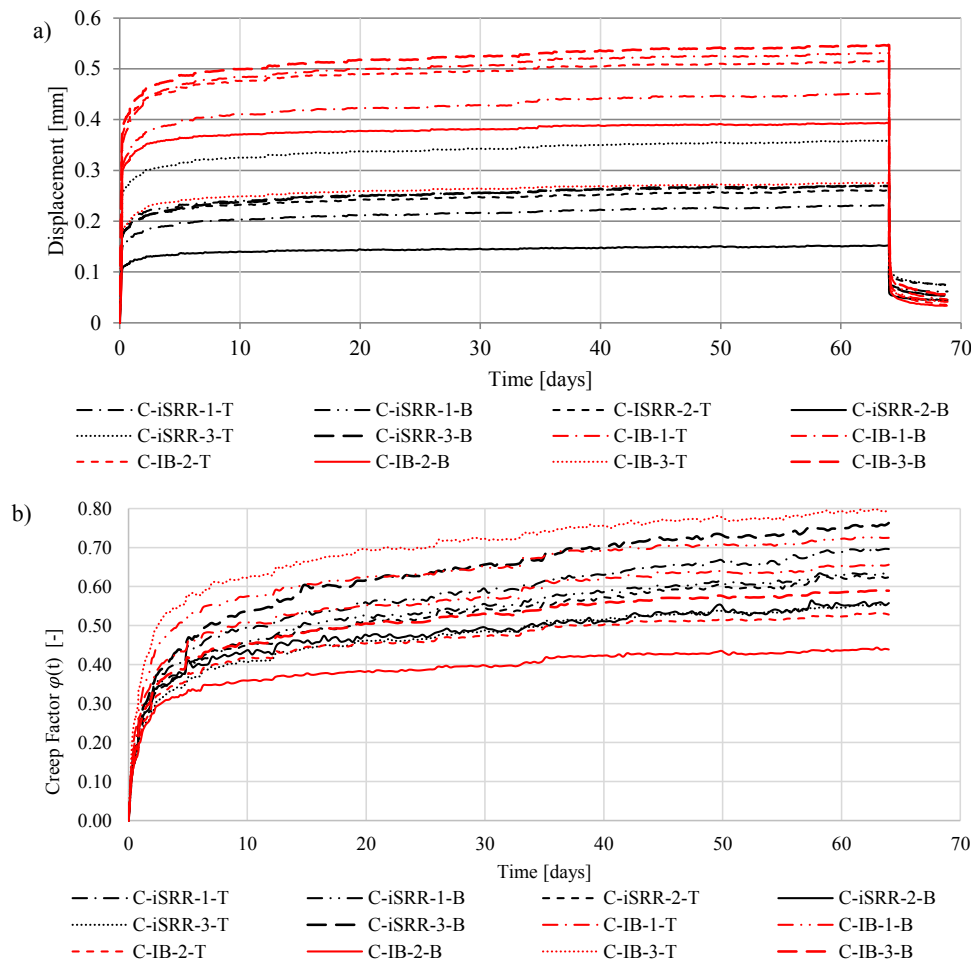 a)
Displacement [mm]
0.6
0.5
0.4
0.3
0.2
0.1
0
0 10 20 30 40 50 60 70
Time [days]
C-iSRR-1-T C-iSRR-1-B C-ISRR-2-T C-iSRR-2-B
C-iSRR-3-T C-iSRR-3-B C-IB-1-T C-IB-1-B
C-IB-2-T C-IB-2-B C-IB-3-T C-IB-3-B
b)
Creep Factor φ(t) [-]
0.80
0.70
0.60
0.50
0.40
0.30
0.20
0.10
0.00
0 10 20 30 40 50 60 70
Time [days]
C-iSRR-1-T C-iSRR-1-B C-iSRR-2-T C-iSRR-2-B
C-iSRR-3-T C-iSRR-3-B C-IB-1-T C-IB-1-B
C-IB-2-T C-IB-2-B C-IB-3-T C-IB-3-B